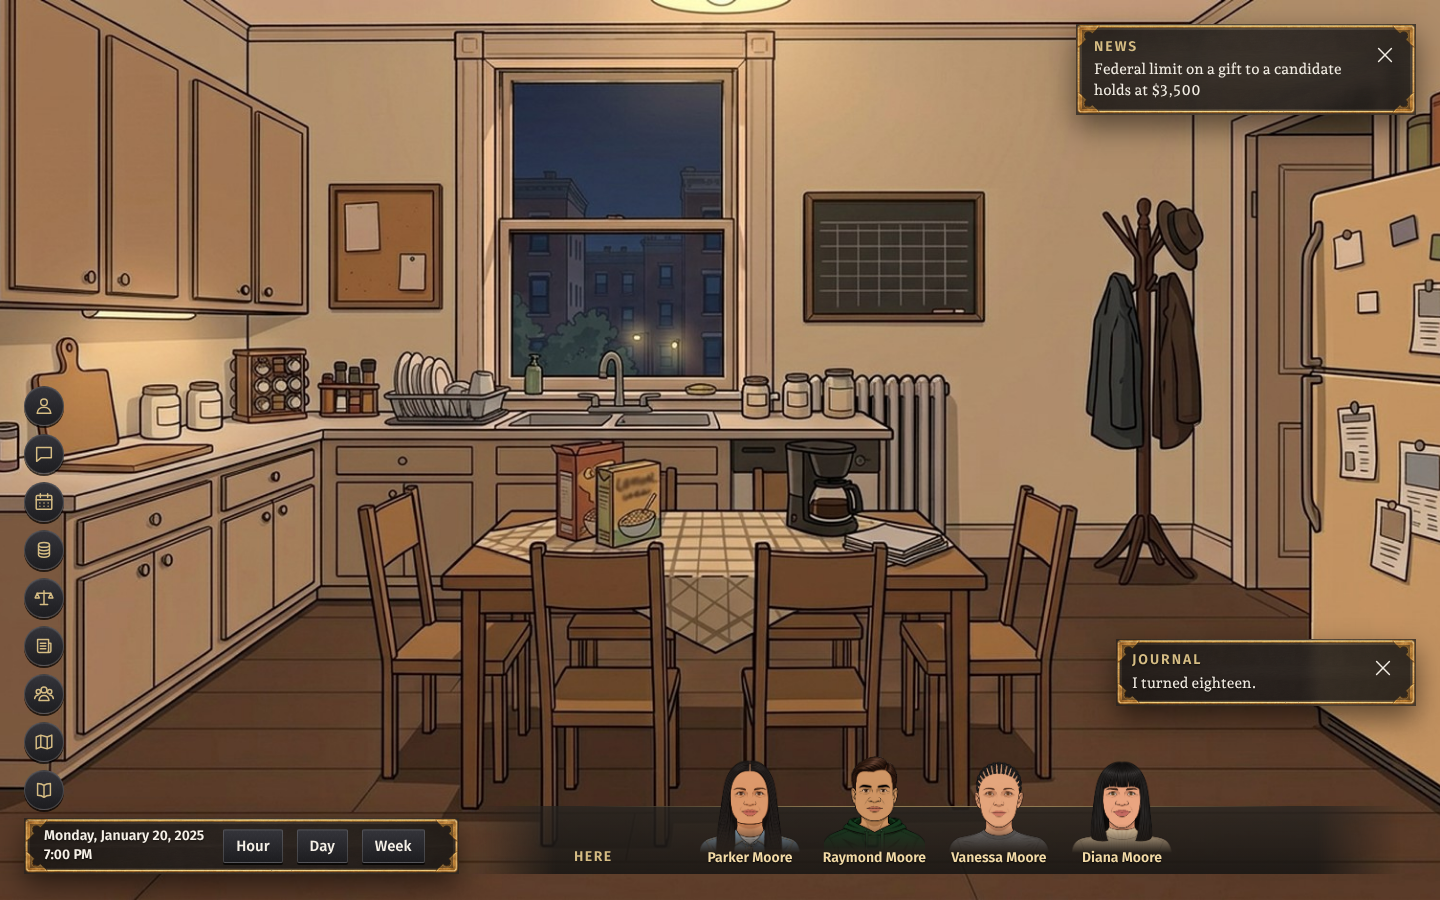 NEWS
Federal limit on a gift to a candidate
holds at $3,500
JOURNAL
I turned eighteen.
Monday, January 20, 2025
7:00 PM
Hour
Day
Week
HERE
Parker Moore
Raymond Moore
Vanessa Moore
Diana Moore